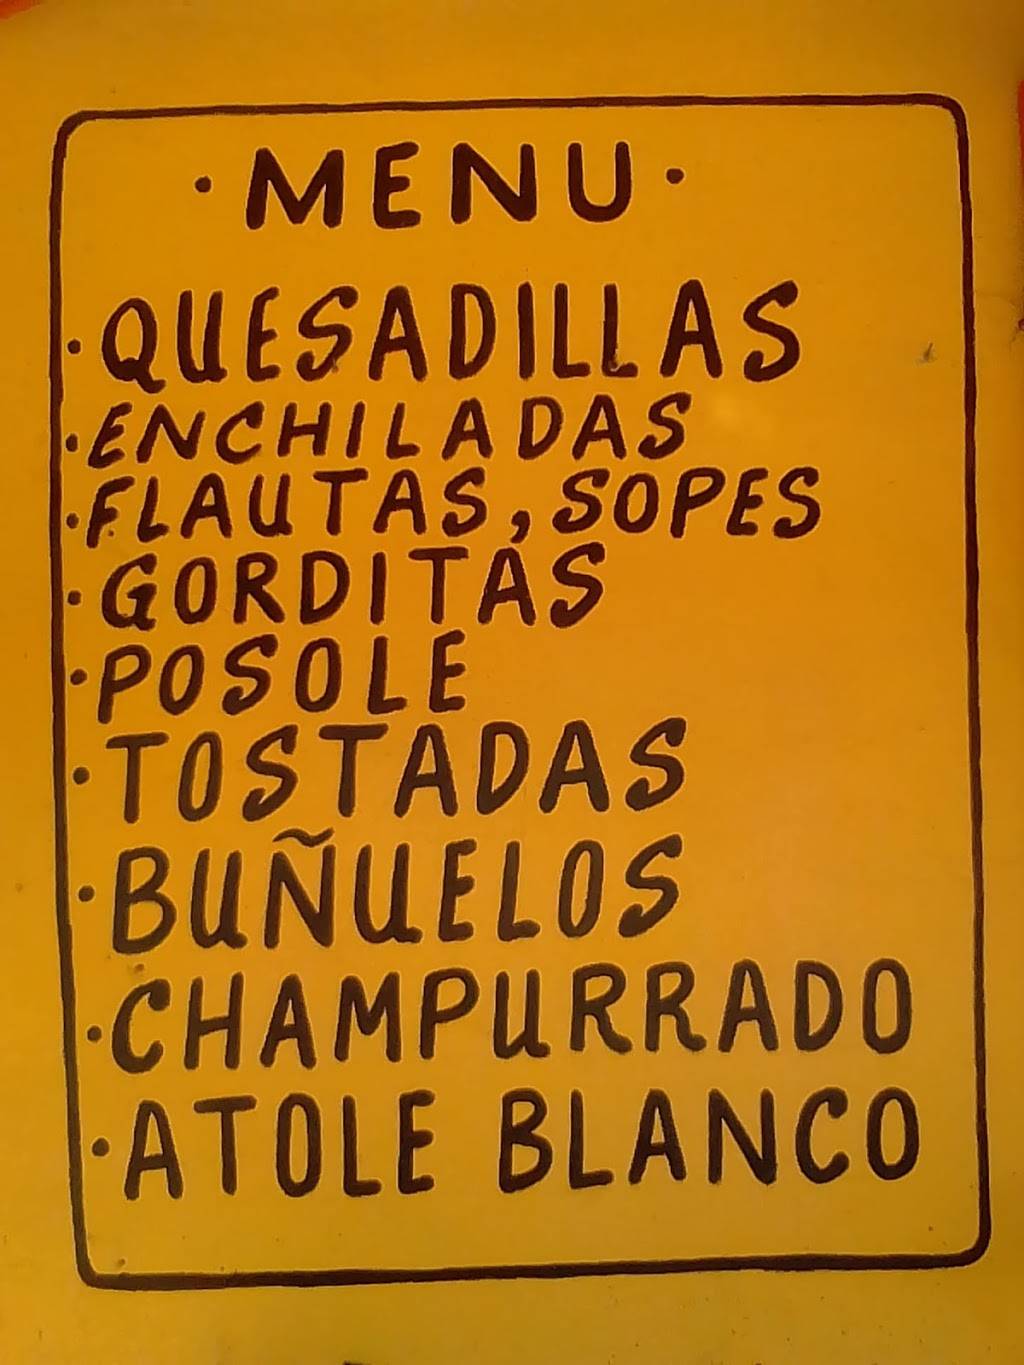 · MENU ·
· QUESADILLAS
· ENCHILADAS
· FLAUTAS, SOPES
· GORDITAS
· POSOLE
· TOSTADAS
· BUÑUELOS
· CHAMPURRADO
· ATOLE BLANCO